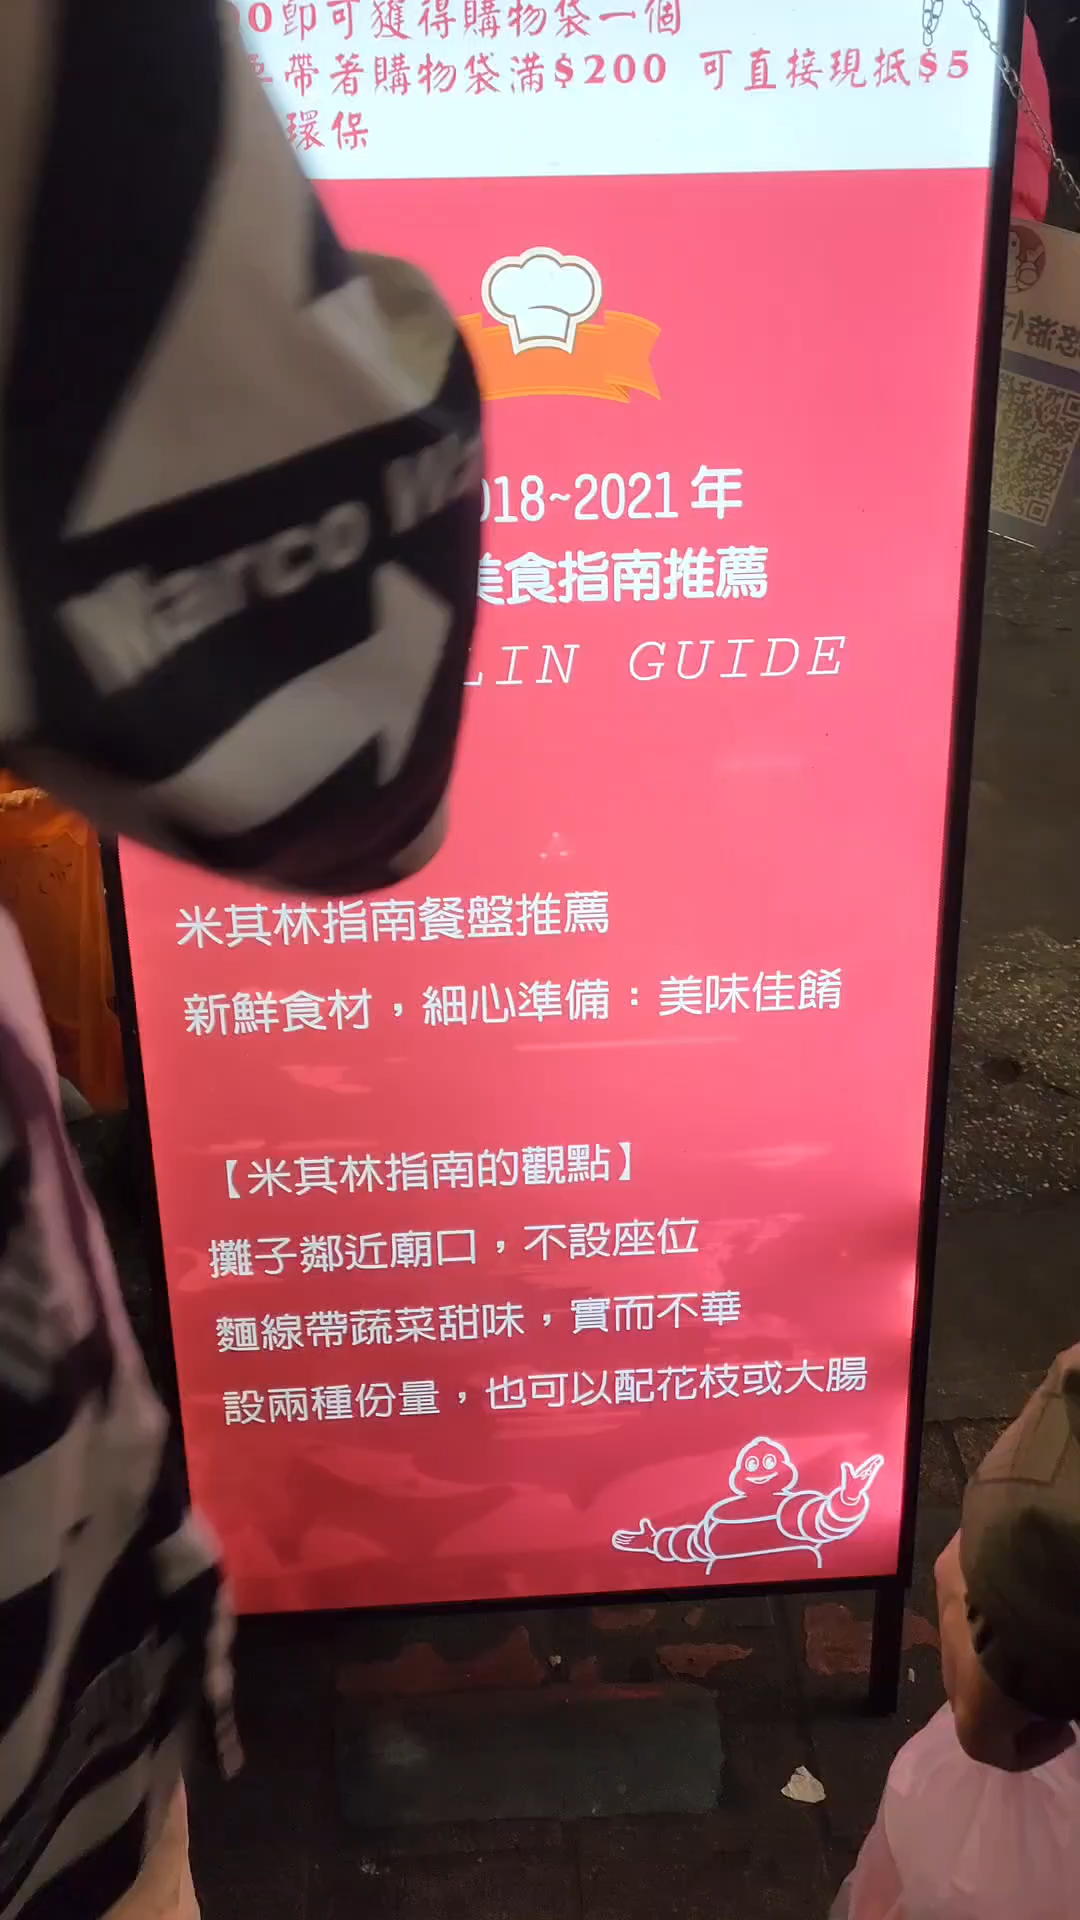 00即可獲得購物袋一個
帶著購物袋滿$200 可直接現抵$5
環保
018~2021年
美食指南推薦
LIN GUIDE
Marco
米其林指南餐盤推薦
新鮮食材,細心準備:美味佳餚
【米其林指南的觀點】
攤子鄰近廟口,不設座位
麵線帶蔬菜甜味,實而不華
設兩種份量,也可以配花枝或大腸